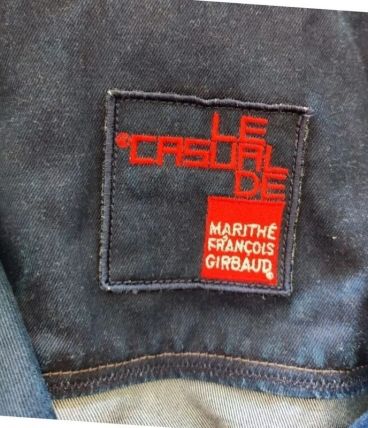 LE
®CASUAL
DE
MARITHÉ
FRANÇOIS
GIRBAUD®